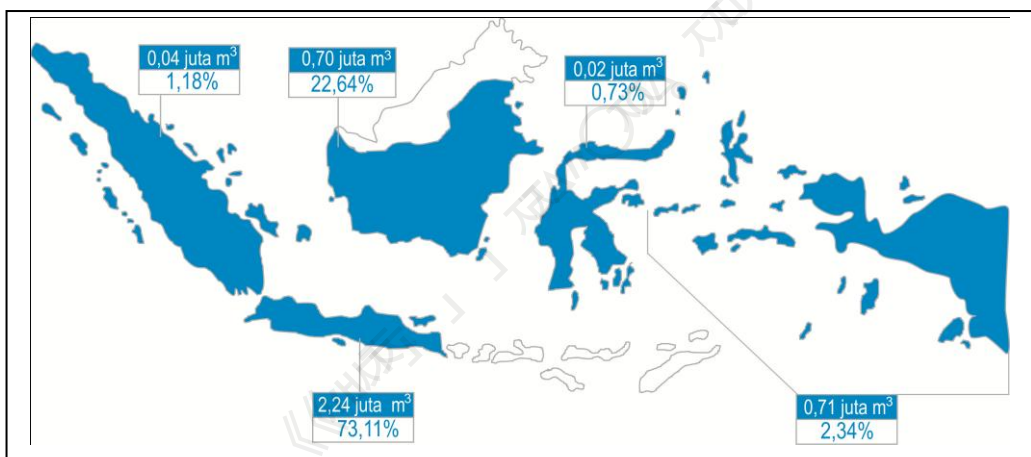 0,04 juta m³
1,18%
0,70 juta m³
22,64%
0,02 juta m³
0,73%
2,24 juta m³
73,11%
0,71 juta m³
2,34%